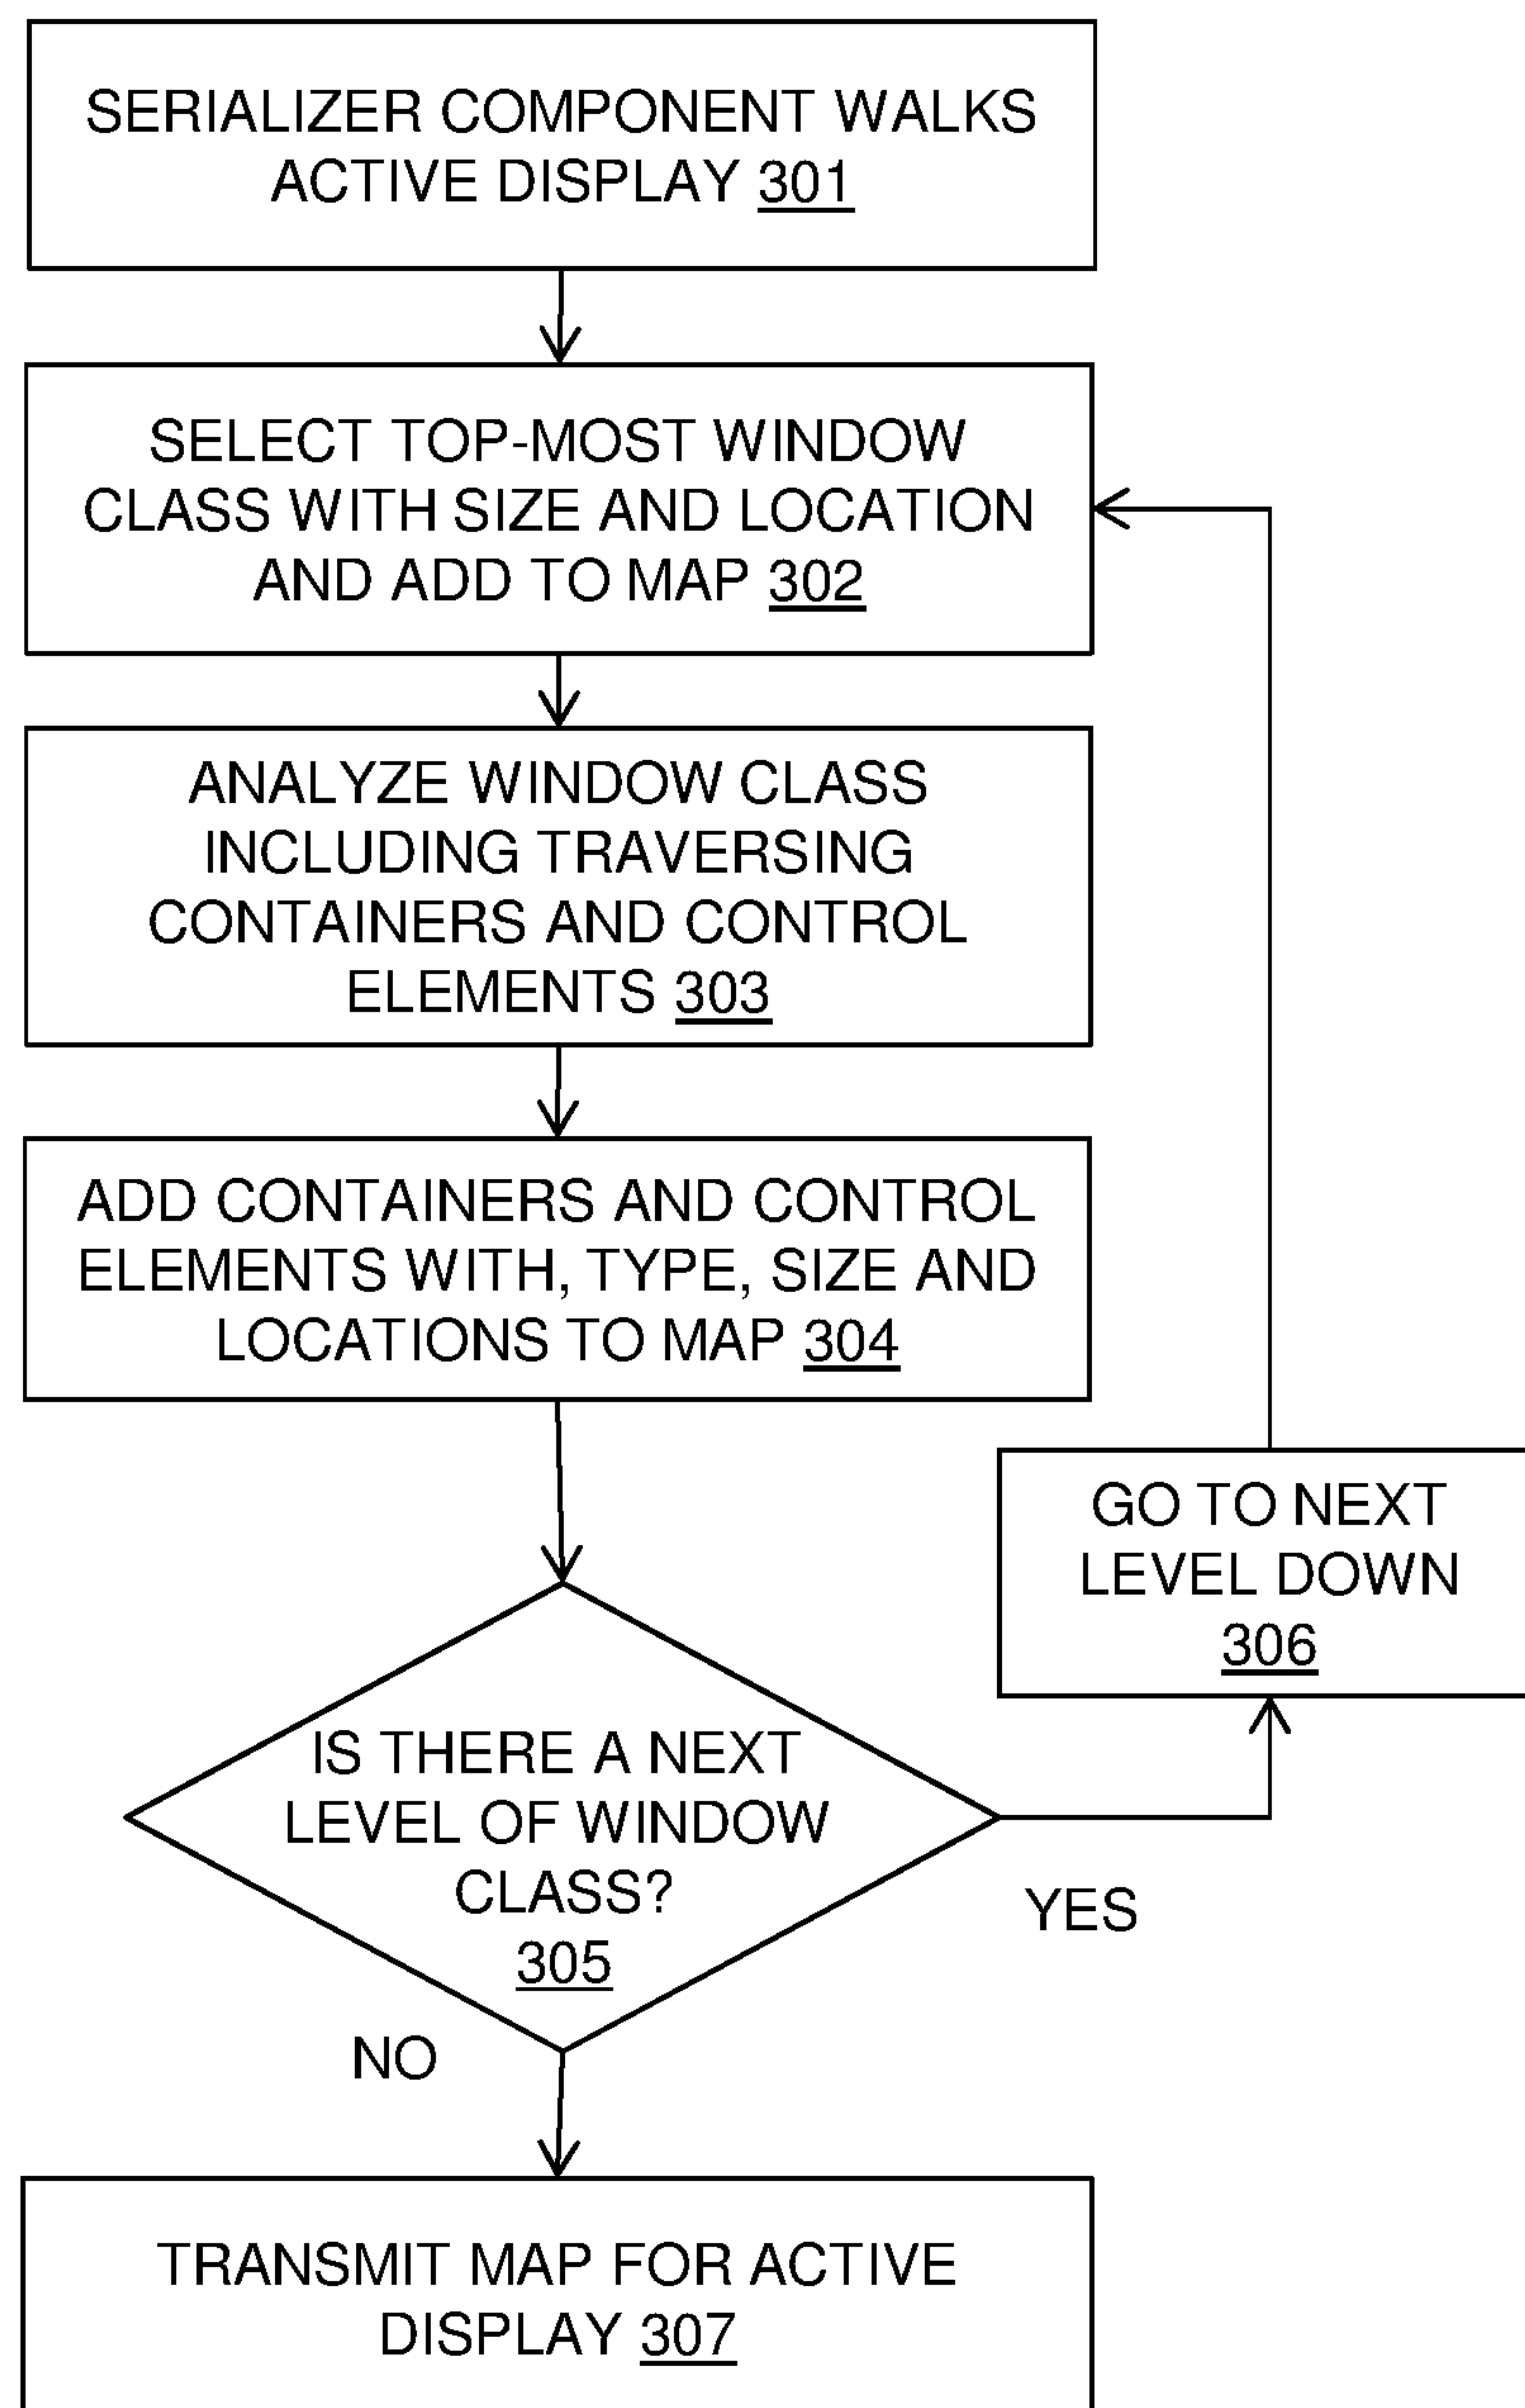 SERIALIZER COMPONENT WALKS
ACTIVE DISPLAY 301
SELECT TOP-MOST WINDOW
CLASS WITH SIZE AND LOCATION
AND ADD TO MAP 302
ANALYZE WINDOW CLASS
INCLUDING TRAVERSING
CONTAINERS AND CONTROL
ELEMENTS 303
ADD CONTAINERS AND CONTROL
ELEMENTS WITH, TYPE, SIZE AND
LOCATIONS TO MAP 304
GO TO NEXT
LEVEL DOWN
306
IS THERE A NEXT
LEVEL OF WINDOW
CLASS?
305
YES
NO
TRANSMIT MAP FOR ACTIVE
DISPLAY 307